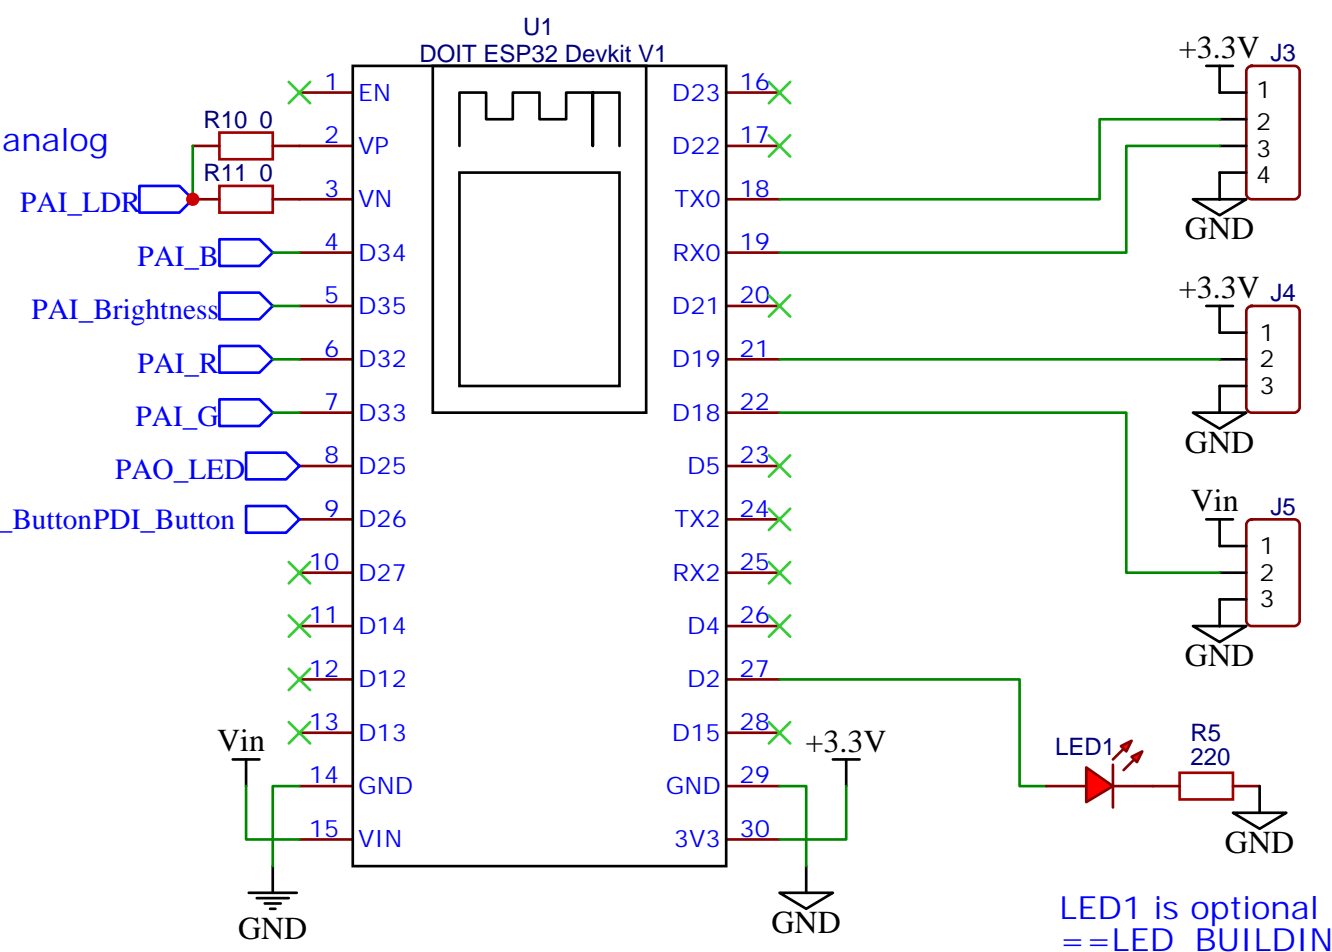 U1
DOIT ESP32 Devkit V1
analog
R10 0
R11 0
PAI_LDR
PAI_B
PAI_Brightness
PAI_R
PAI_G
PAO_LED
_ButtonPDI_Button
1 EN
2 VP
3 VN
4 D34
5 D35
6 D32
7 D33
8 D25
9 D26
10 D27
11 D14
12 D12
13 D13
14 GND
15 VIN
Vin
GND
D23 16
D22 17
TX0 18
RX0 19
D21 20
D19 21
D18 22
D5 23
TX2 24
RX2 25
D4 26
D2 27
D15 28
GND 29
3V3 30
+3.3V
GND
+3.3V J3
1
2
3
4
GND
+3.3V J4
1
2
3
GND
Vin J5
1
2
3
GND
LED1
R5
220
GND
LED1 is optional
==LED_BUILDIN